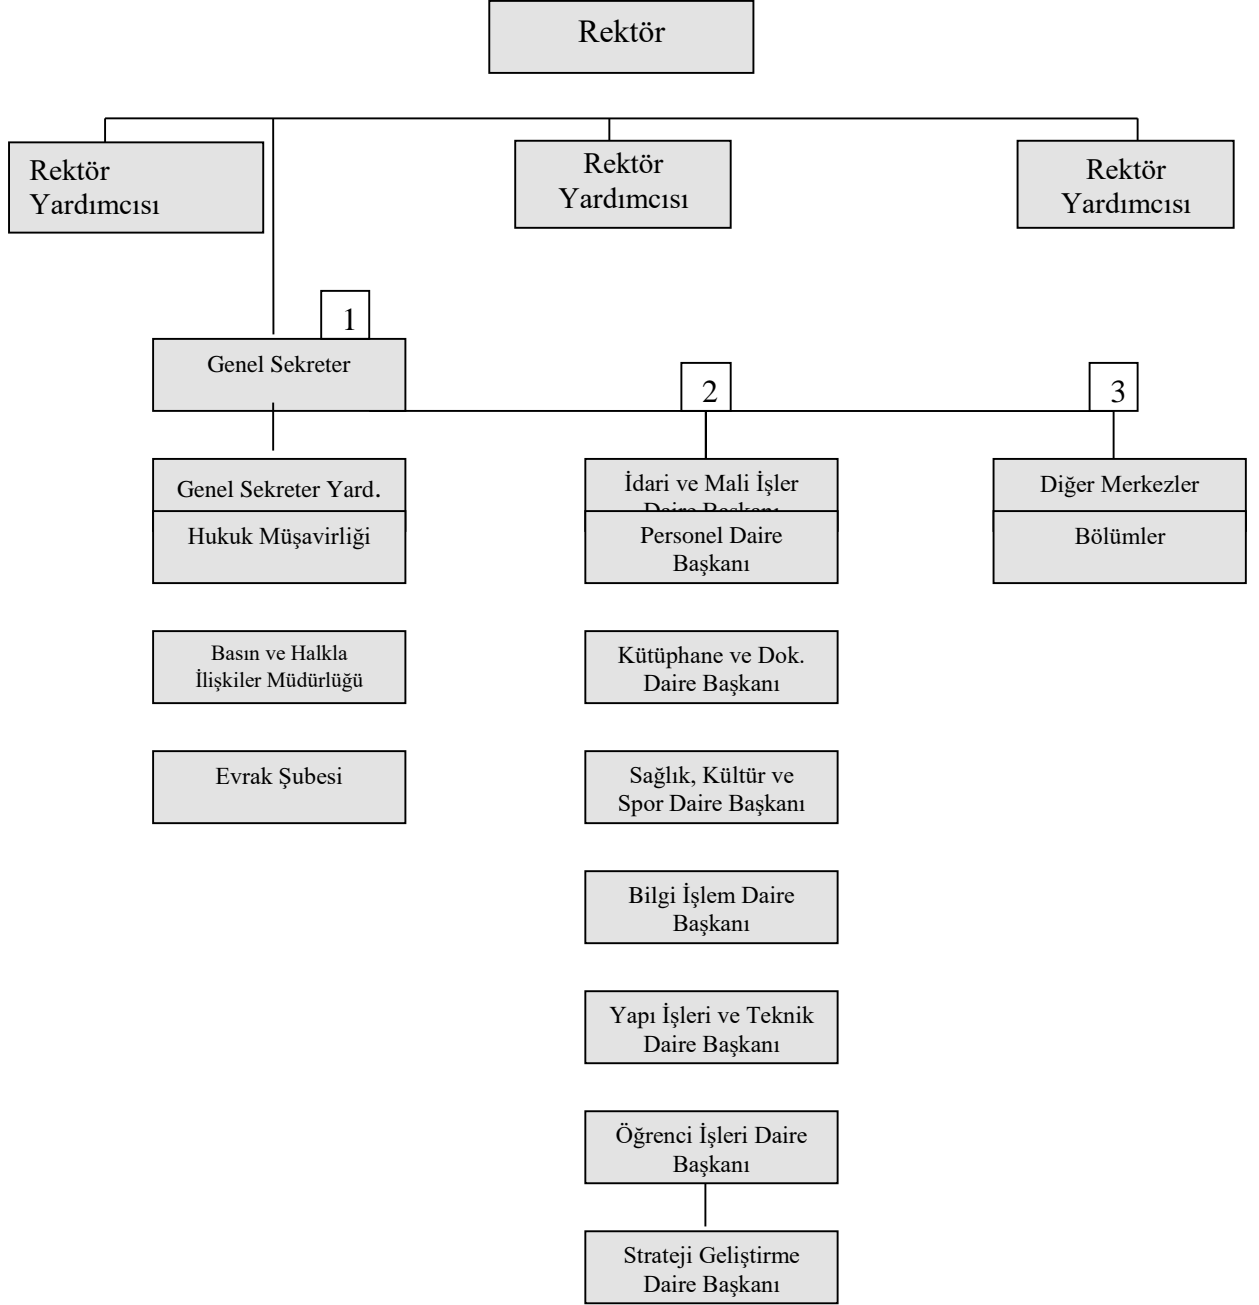 Rektör
Rektör
Yardımcısı
Rektör
Yardımcısı
Rektör
Yardımcısı
1
Genel Sekreter
2
3
Genel Sekreter Yard.
Hukuk Müşavirliği
Basın ve Halkla
İlişkiler Müdürlüğü
Evrak Şubesi
İdari ve Mali İşler
Daire Başkanı
Personel Daire
Başkanı
Kütüphane ve Dok.
Daire Başkanı
Sağlık, Kültür ve
Spor Daire Başkanı
Bilgi İşlem Daire
Başkanı
Yapı İşleri ve Teknik
Daire Başkanı
Öğrenci İşleri Daire
Başkanı
Strateji Geliştirme
Daire Başkanı
Diğer Merkezler
Bölümler